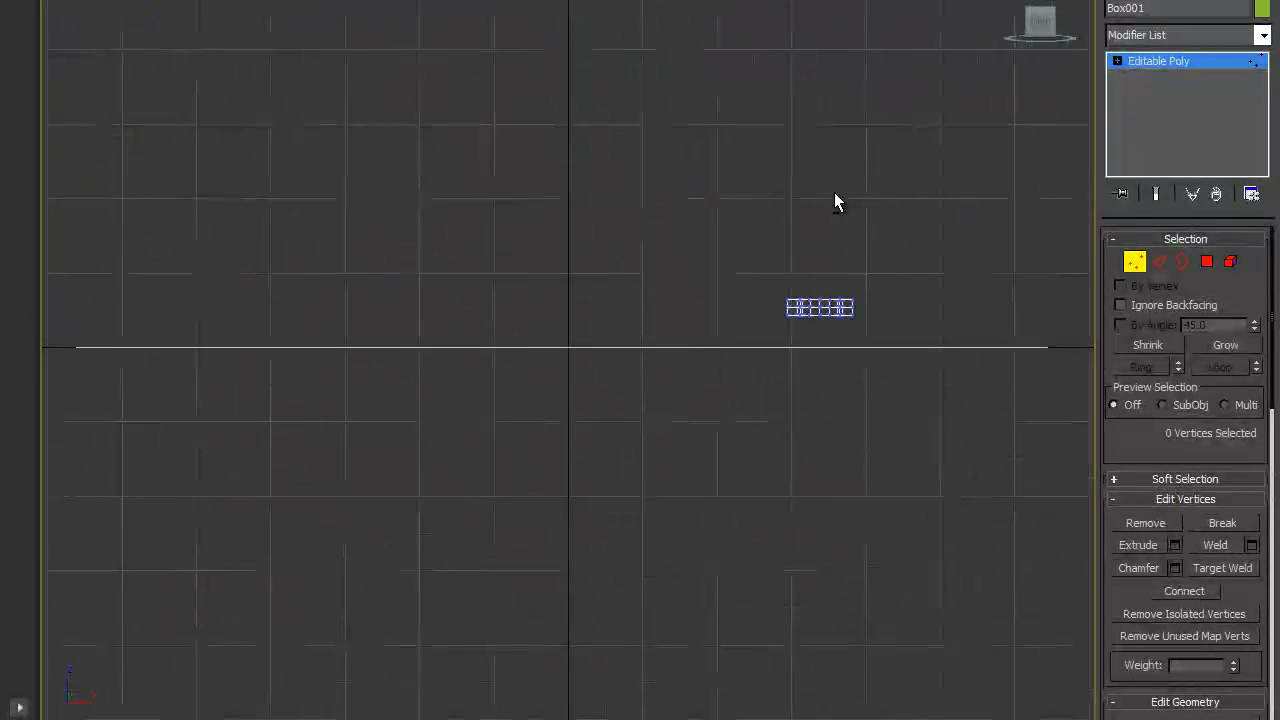 Box001
Modifier List
Editable Poly
Selection
By Vertex
Ignore Backfacing
By Angle: 45.0
Shrink Grow
Ring Loop
Preview Selection
Off SubObj Multi
0 Vertices Selected
Soft Selection
Edit Vertices
Remove Break
Extrude Weld
Chamfer Target Weld
Connect
Remove Isolated Vertices
Remove Unused Map Verts
Weight:
Edit Geometry